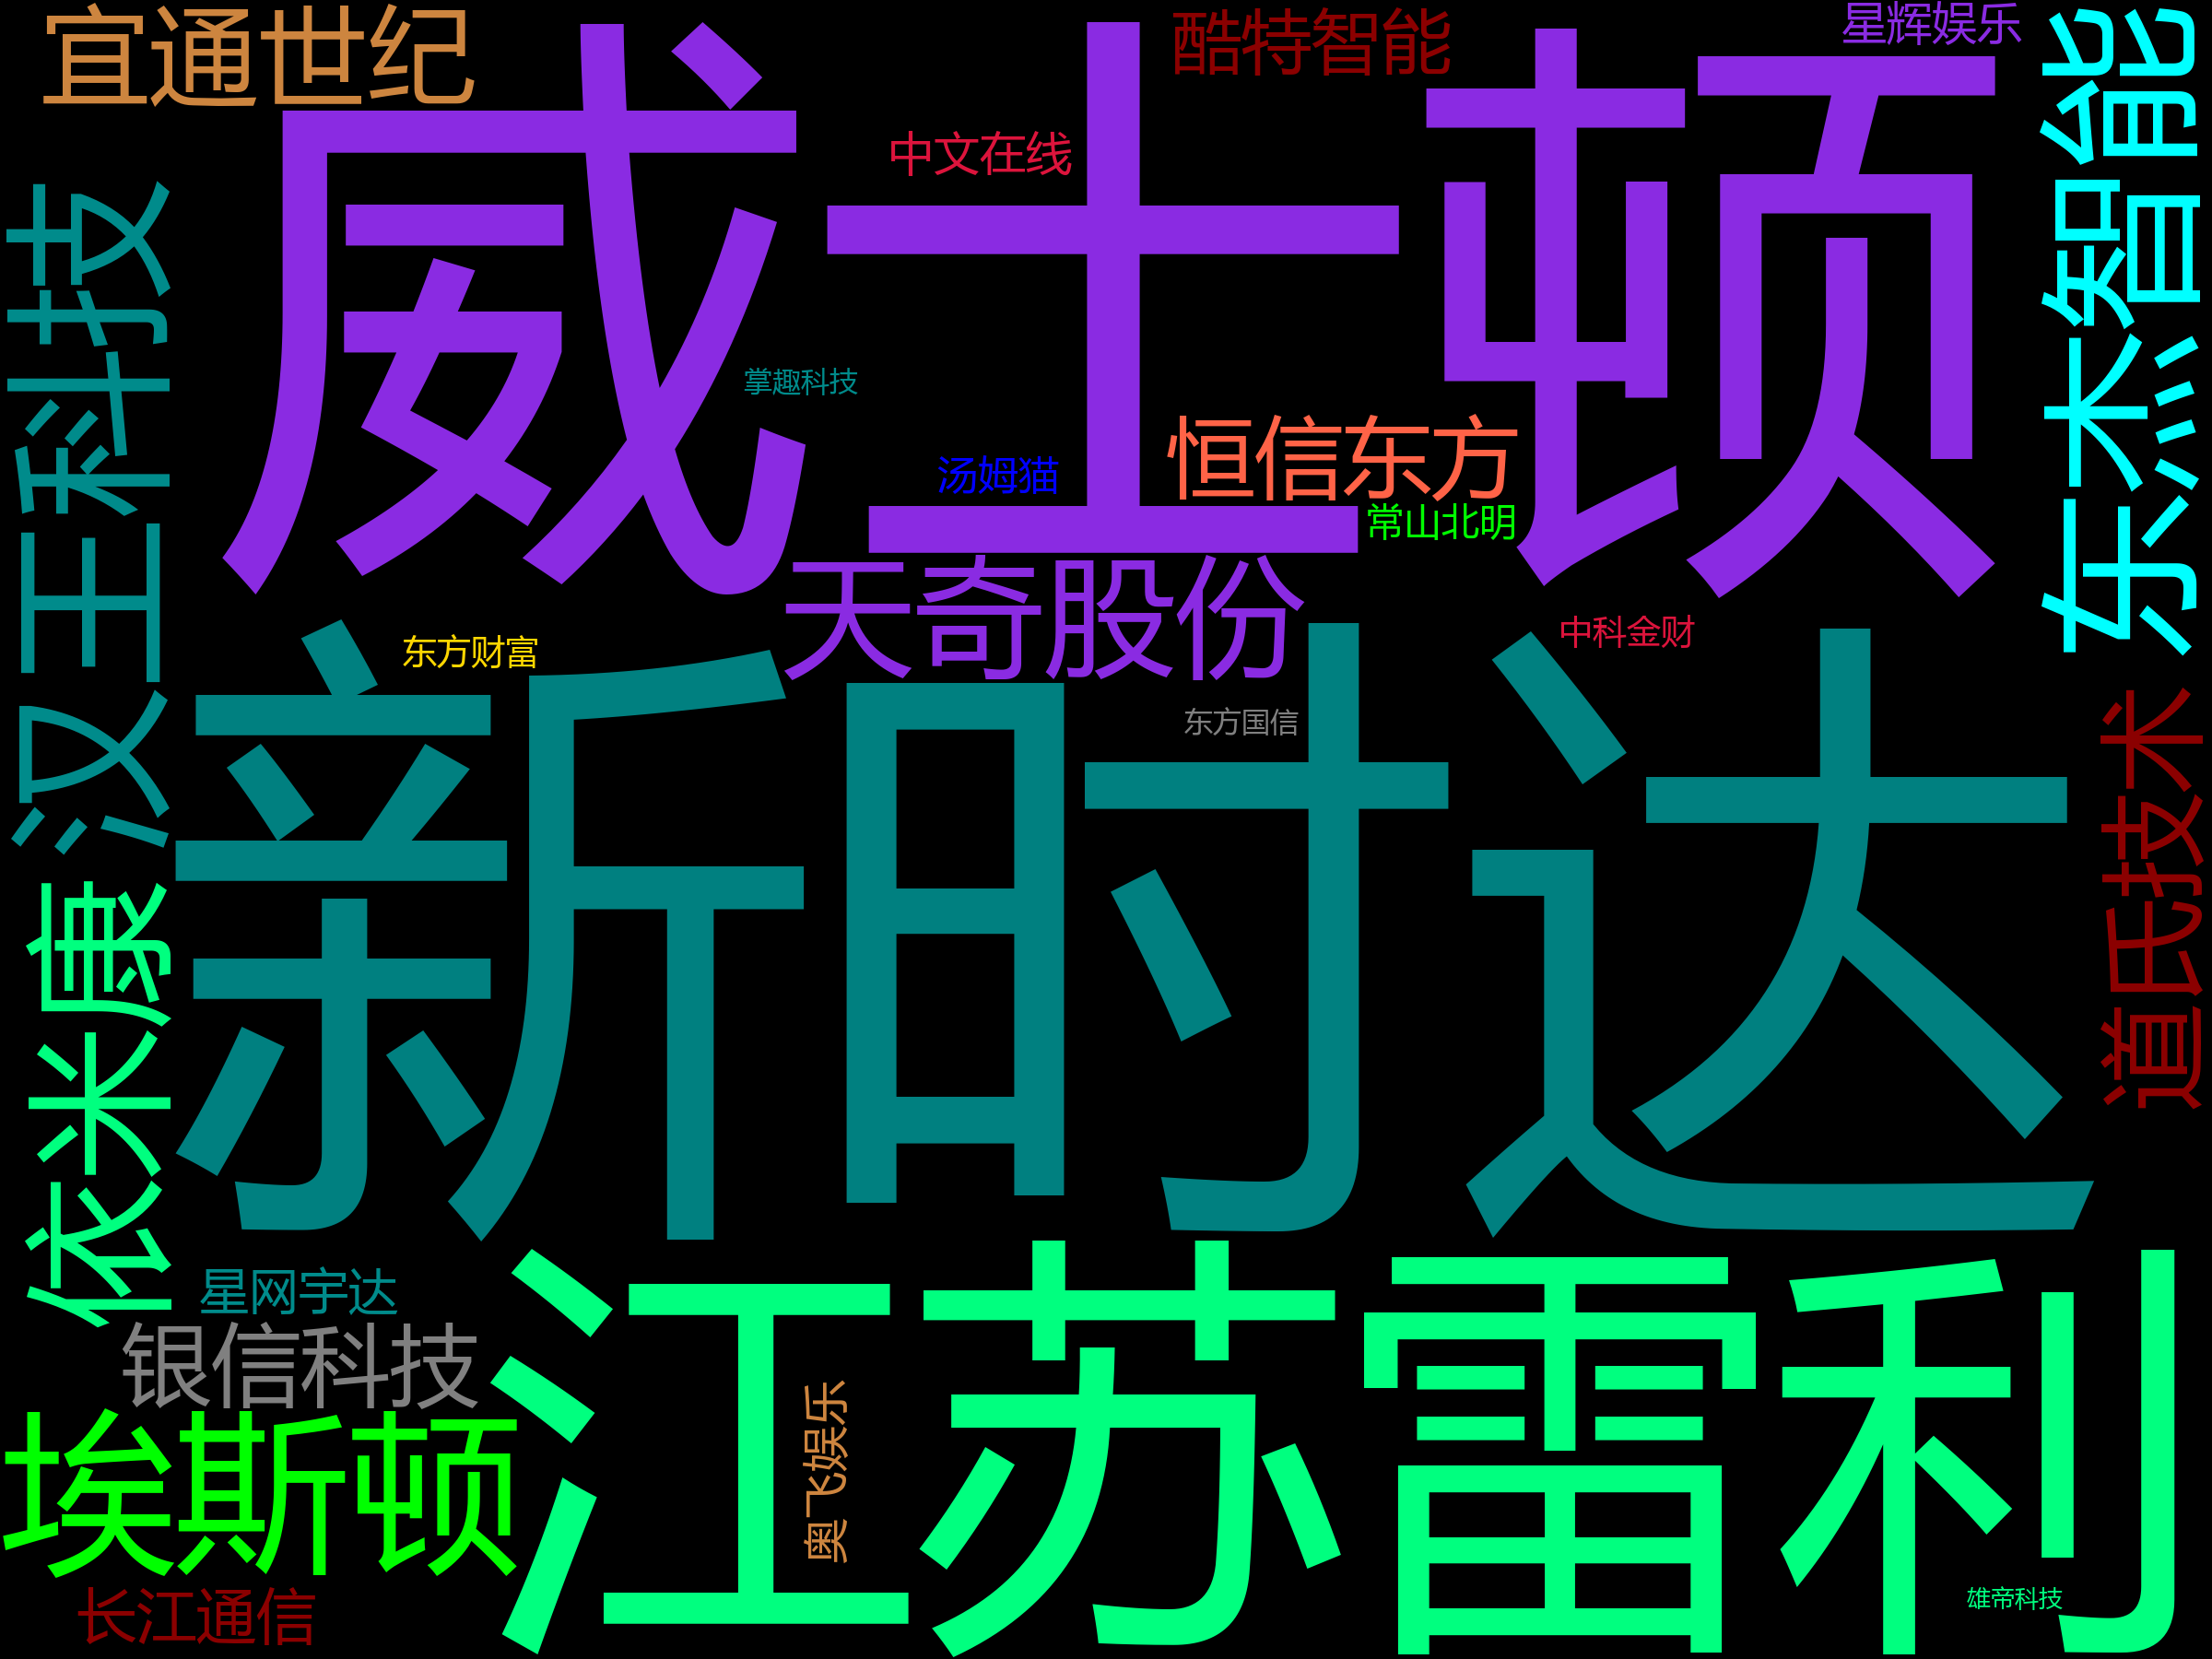 宜通世纪
威士顿
酷特智能
星辉娱乐
东杰智能
中文在线
汉王科技
掌趣科技
汤姆猫
恒信东方
常山北明
天奇股份
东方财富
中科金财
东方国信
新时达
道氏技术
依米康
星网宇达
银信科技
江苏雷利
埃斯顿
奥飞娱乐
长江通信
雄帝科技